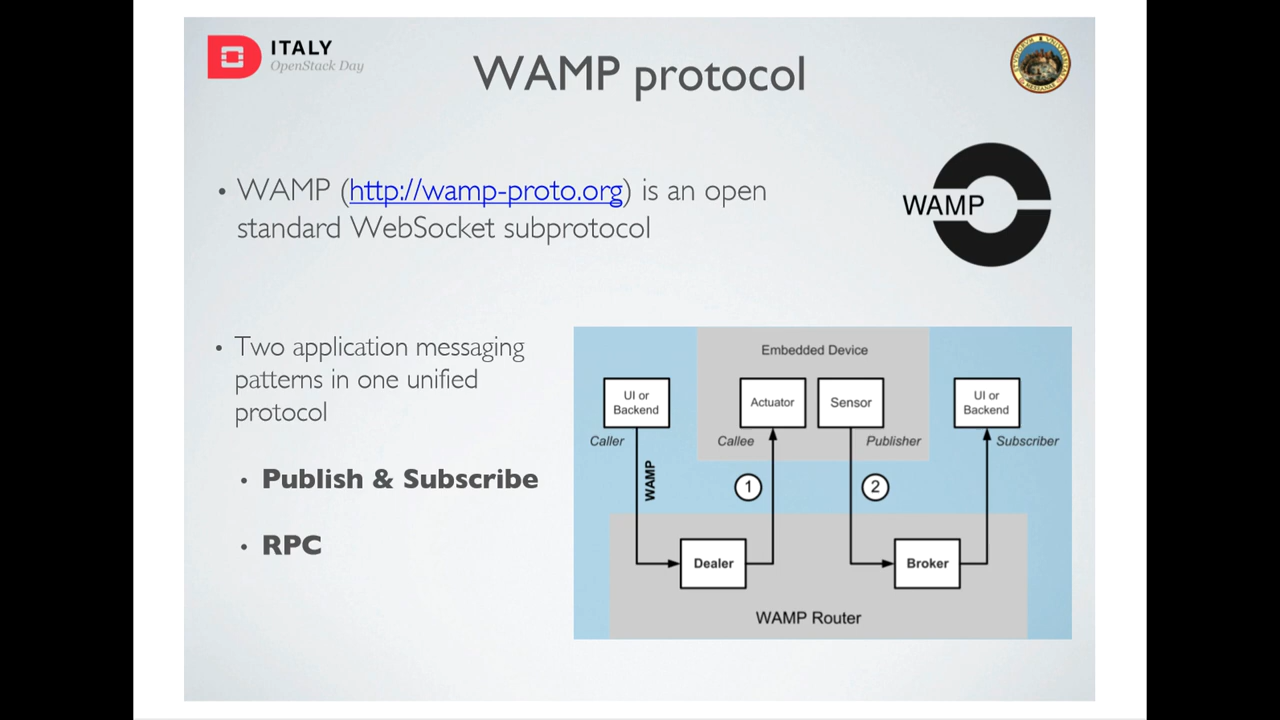 ITALY
OpenStack Day
WAMP protocol
• WAMP (http://wamp-proto.org) is an open
standard WebSocket subprotocol
WAMP
• Two application messaging
patterns in one unified
protocol
• Publish & Subscribe
• RPC
Embedded Device
UI or
Backend
Actuator
Sensor
UI or
Backend
Caller
Callee
Publisher
Subscriber
WAMP
1
2
Dealer
Broker
WAMP Router